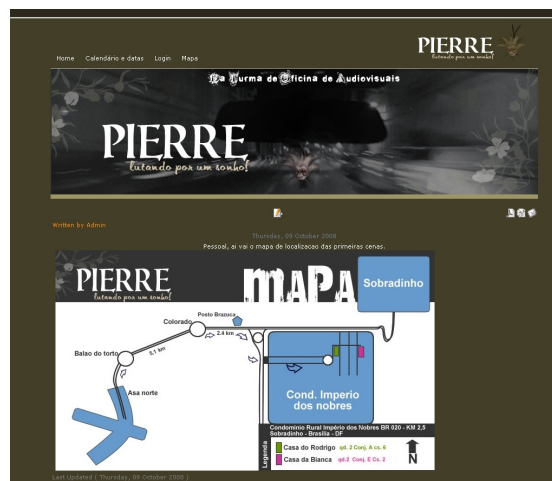 PIERRE
lutando por um sonho!
Home Calendário e datas Login Mapa
2a Turma de Oficina de Audiovisuais
PIERRE
lutando por um sonho!
Written by Admin
Thursday, 09 October 2008
Pessoal, ai vai o mapa de localizacao das primeiras cenas.
PIERRE
lutando por um sonho!
MAPA
Sobradinho
Posto Brazuca
Colorado
2.4 km
Balao do torto
5,1 km
Asa norte
Cond. Imperio
dos nobres
Condomínio Rural Império dos Nobres BR 020 - KM 2,5
Sobradinho - Brasília - DF
Legenda
Casa do Rodrigo qd. 2 Conj. A cs. 6
Casa da Bianca qd.2 Conj. E Cs. 2
N
Last Updated ( Thursday, 09 October 2008 )